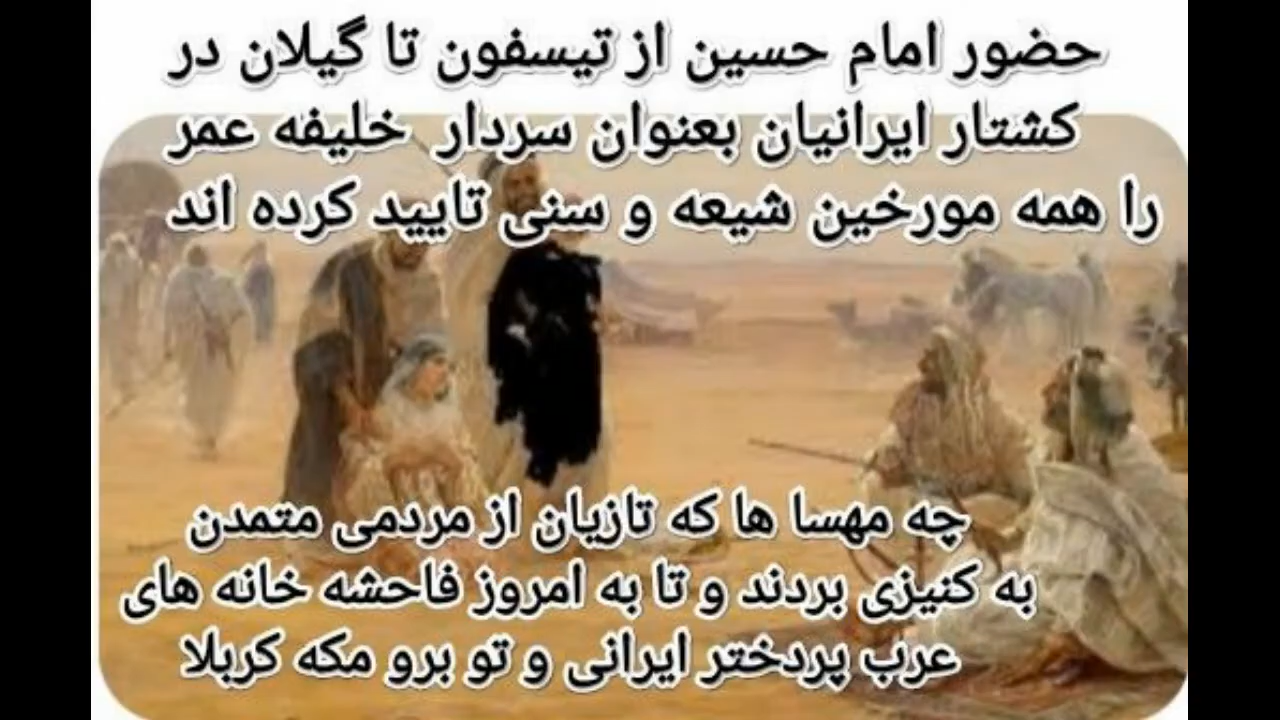 حضور امام حسین از تیسفون تا گیلان در
کشتار ایرانیان بعنوان سردار خلیفه عمر
را همه مورخین شیعه و سنی تایید کرده اند
چه مهسا ها که تازیان از مردمی متمدن
به کنیزی بردند و تا به امروز فاحشه خانه های
عرب پردختر ایرانی و تو برو مکه کربلا